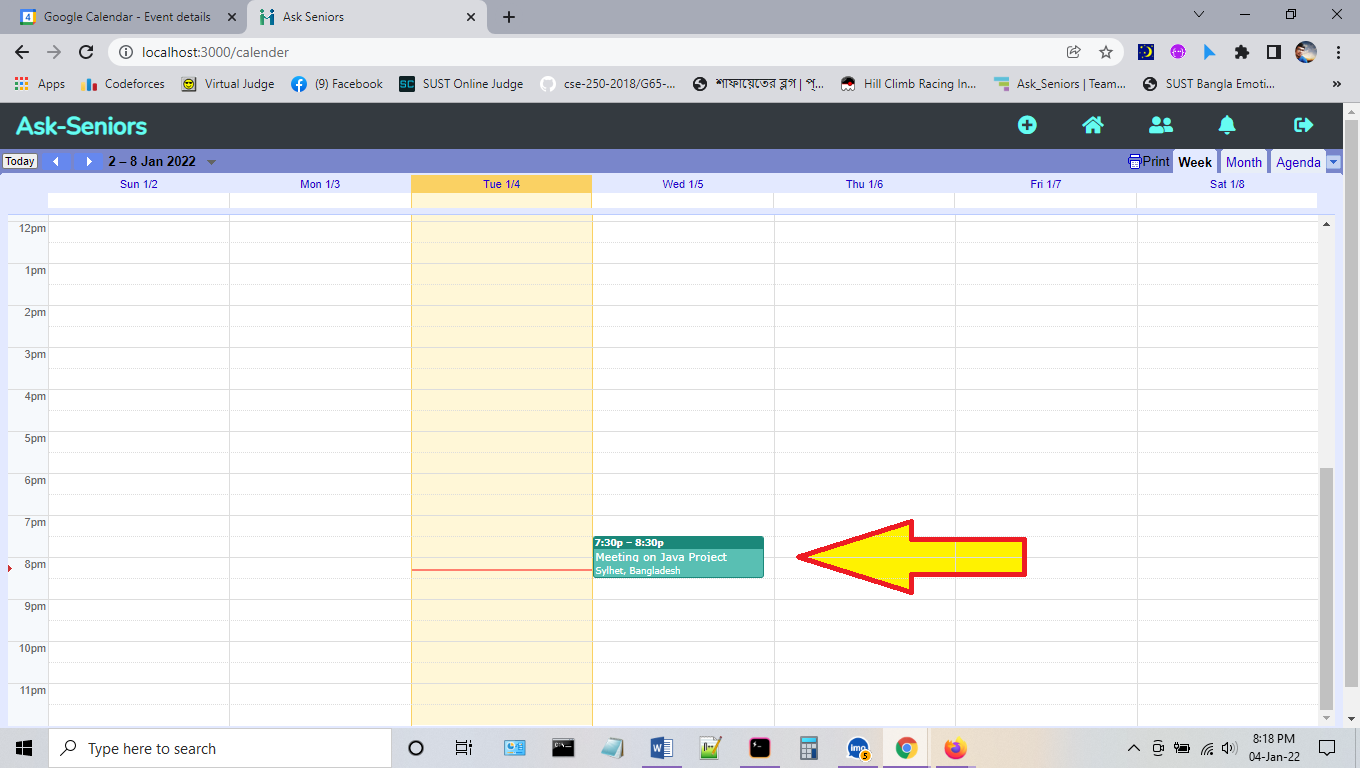 Google Calendar - Event details
Ask Seniors
localhost:3000/calender
Apps
Codeforces
Virtual Judge
(9) Facebook
SUST Online Judge
cse-250-2018/G65-...
শাফায়েতের ব্লগ | প্...
Hill Climb Racing In...
Ask_Seniors | Team...
SUST Bangla Emoti...
»
Ask-Seniors
Today
2 – 8 Jan 2022
Print
Week
Month
Agenda
Sun 1/2
Mon 1/3
Tue 1/4
Wed 1/5
Thu 1/6
Fri 1/7
Sat 1/8
12pm
1pm
2pm
3pm
4pm
5pm
6pm
7pm
7:30p – 8:30p
Meeting on Java Project
8pm
Sylhet, Bangladesh
9pm
10pm
11pm
Type here to search
8:18 PM
04-Jan-22